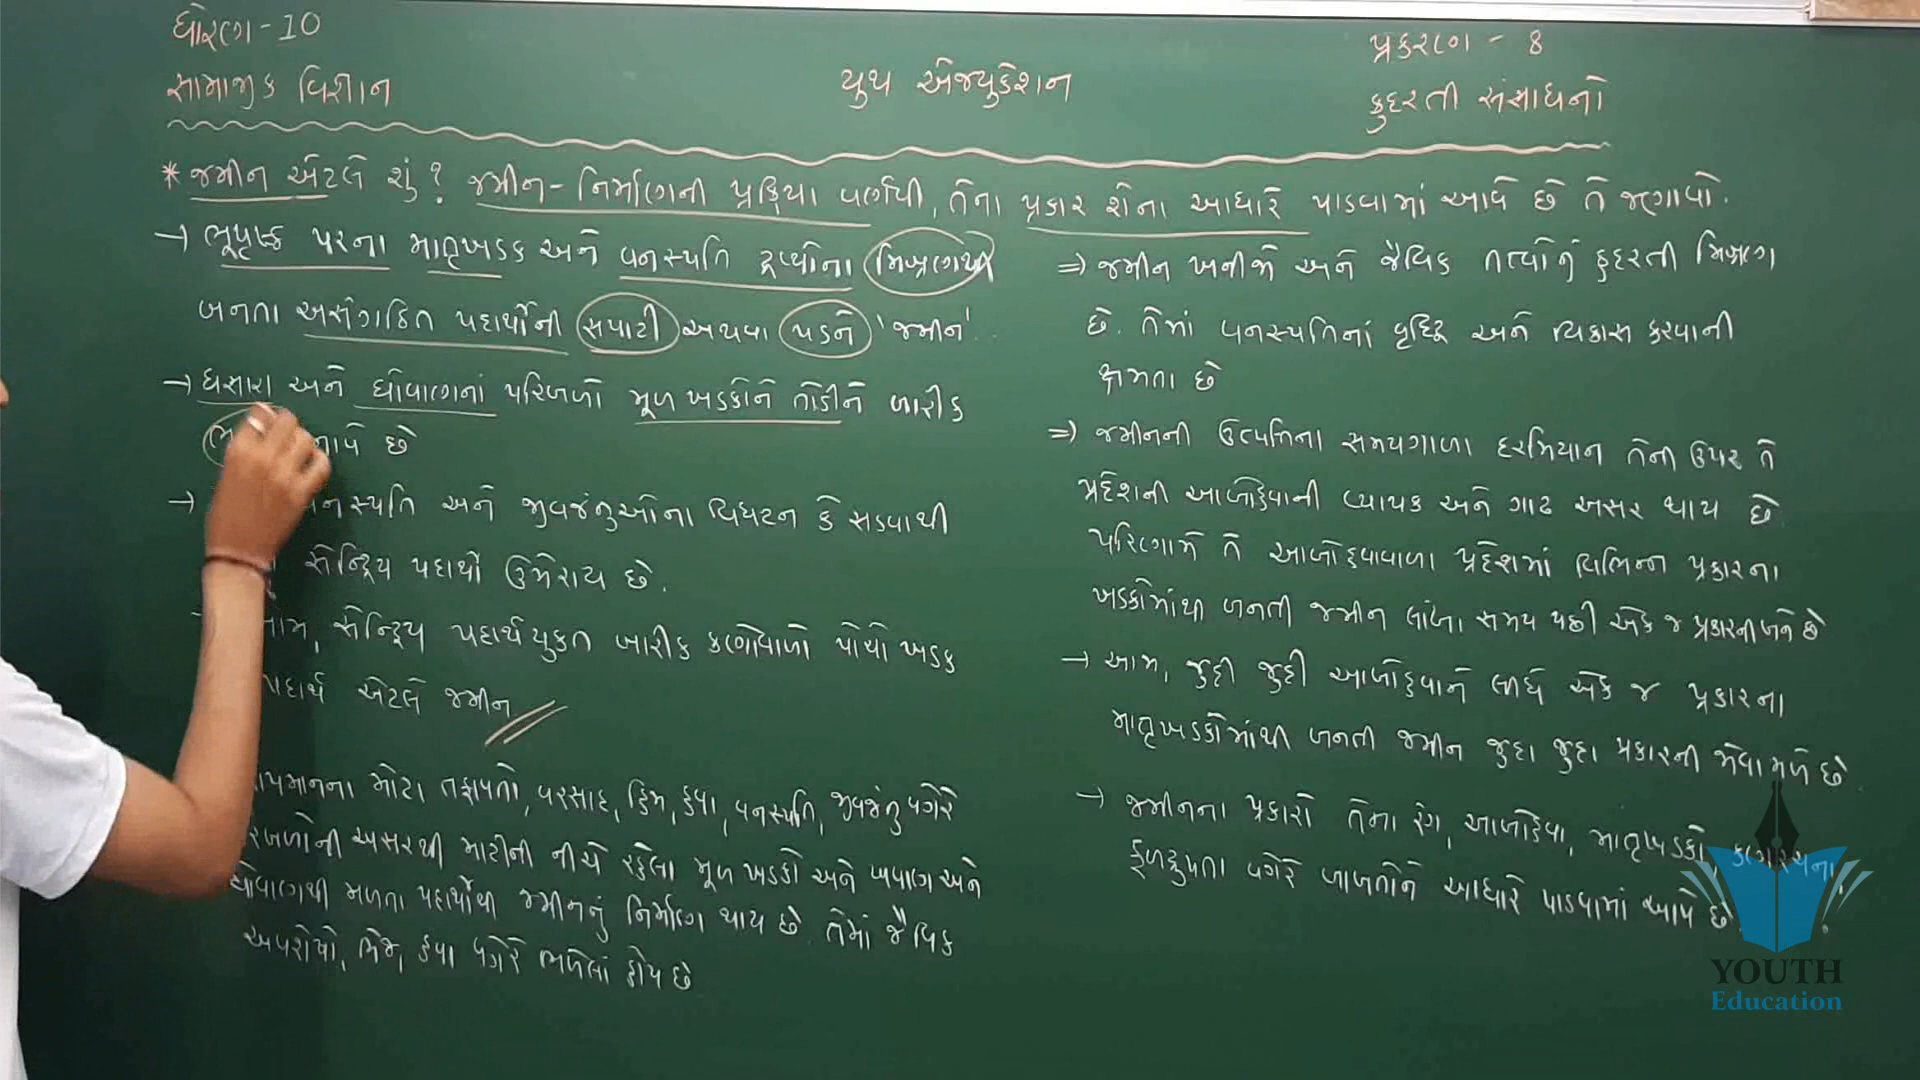 ધોરણ - 10
સામાજીક વિજ્ઞાન
યુથ એજ્યુકેશન
પ્રકરણ - 8
કુદરતી સંસાધનો
* જમીન એટલે શું? જમીન - નિર્માણની પ્રક્રિયા વર્ણવી, તેના પ્રકાર શેના આધારે પાડવામાં આવે છે તે જણાવો.
→ ભૂપૃષ્ઠ પરના માતૃખડક અને વનસ્પતિ દ્રવ્યોના મિશ્રણથી
બનતા અસંગઠિત પદાર્થોની સપાટી અથવા પડને 'જમીન'..
→ ઘસારા અને ધોવાણનાં પરિબળો મૂળ ખડકોને તોડીને બારીક
છે
→ વનસ્પતિ અને જીવજંતુઓના વિઘટન કે સડવાથી
સેન્દ્રિય પદાર્થો ઉમેરાય છે.
આમ, સેન્દ્રિય પદાર્થ યુક્ત બારીક કણોવાળો પોચો ખડક
પદાર્થ એટલે જમીન
મોટા તફાવતો, વરસાદ, હિમ, હવા, વનસ્પતિ, જીવજંતુ વગેરે
અસરથી માટીની નીચે રહેલા મૂળ ખડકો અને ખવાણ અને
ધોવાણથી મળતા પદાર્થોથી જમીનનું નિર્માણ થાય છે. તેમાં જૈવિક
અવશેષો, ભેજ, હવા વગેરે ભળેલાં હોય છે
⇒ જમીન ખનીજો અને જૈવિક તત્વોનું કુદરતી મિશ્રણ
છે. તેમાં વનસ્પતિનાં વૃદ્ધિ અને વિકાસ કરવાની
ક્ષમતા છે
⇒ જમીનની ઉત્પત્તિના સમયગાળા દરમિયાન તેની ઉપર તે
પ્રદેશની આબોહવાની વ્યાપક અને ગાઢ અસર થાય છે.
પરિણામે તે આબોહવાવાળા પ્રદેશમાં વિભિન્ન પ્રકારના
ખડકોમાંથી બનતી જમીન લાંબા સમય પછી એક જ પ્રકારની બને છે
→ આમ, જુદી જુદી આબોહવાને લીધે એક જ પ્રકારના
માતૃખડકોમાંથી બનતી જમીન જુદા જુદા પ્રકારની જોવા મળે છે
→ જમીનના પ્રકારો તેના રંગ, આબોહવા, માતૃખડકો, કણરચના,
ફળદ્રુપતા વગેરે બાબતોને આધારે પાડવામાં આવે છે.
YOUTH
Education